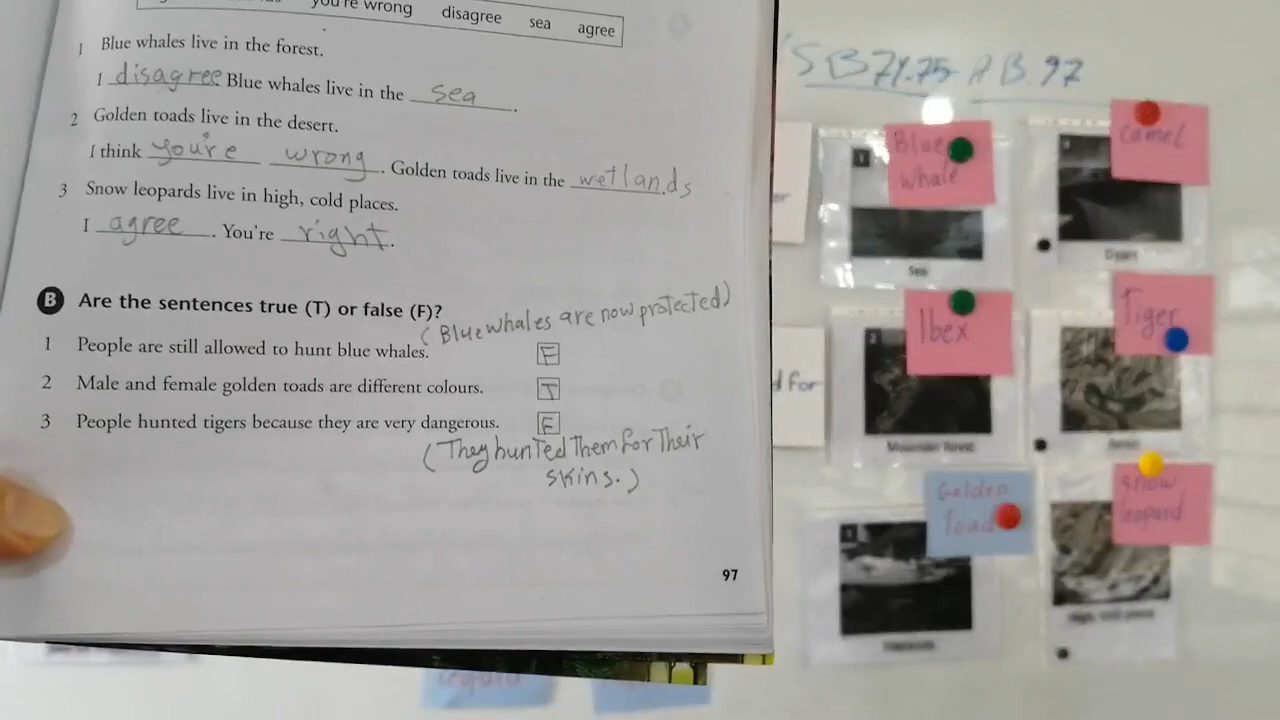 you're wrong disagree sea agree
1 Blue whales live in the forest.
I disagree Blue whales live in the sea.
2 Golden toads live in the desert.
I think you're wrong. Golden toads live in the wetlands
3 Snow leopards live in high, cold places.
I agree. You're right.
B Are the sentences true (T) or false (F)?
(Blue whales are now protected)
1 People are still allowed to hunt blue whales. F
2 Male and female golden toads are different colours. T
3 People hunted tigers because they are very dangerous. F
(They hunted Them for Their
skins.)
97
SB 74.75 AB.97
Blue
whale
1
Sea
camel
Ibex
2
Mountain forest
Tiger
d for
Golden
Toad
snow
leopard